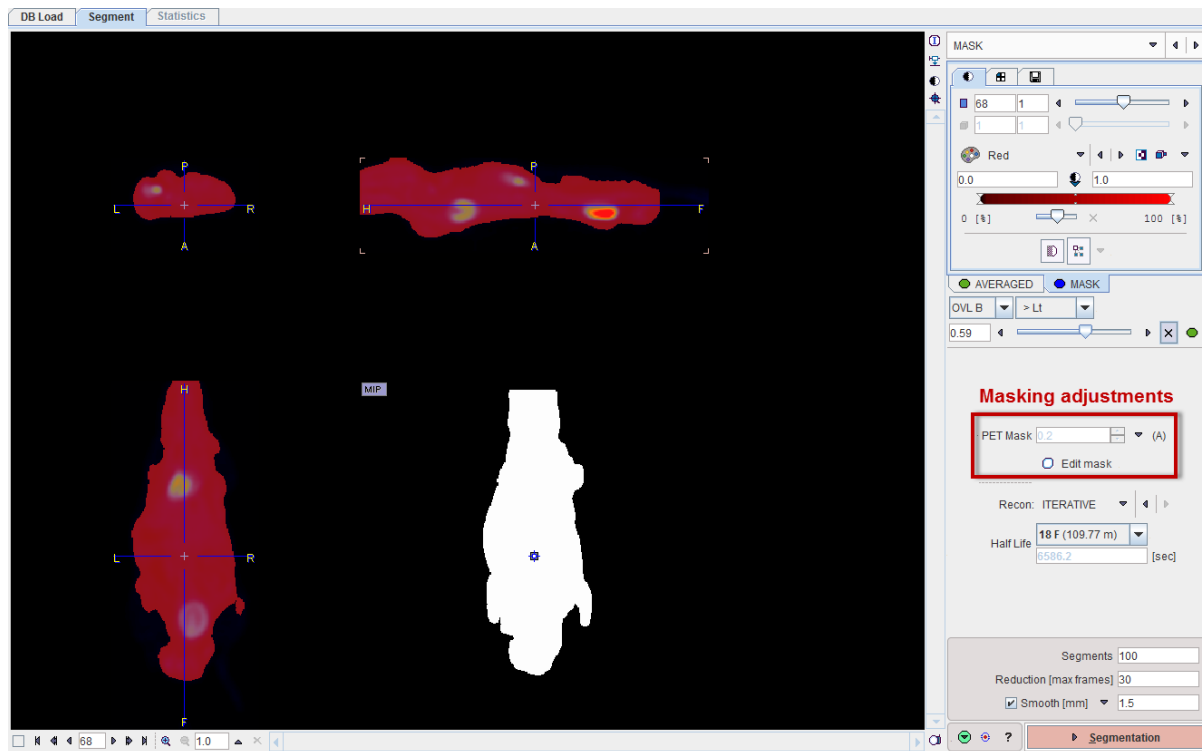 DB Load Segment Statistics
MASK
68 1
1 1
Red
0.0 1.0
0 [%] 100 [%]
AVERAGED MASK
OVL B > Lt
0.59
P
L R
A
P
H F
A
H
L R
F
MIP
Masking adjustments
PET Mask 0.2 (A)
Edit mask
Recon: ITERATIVE
Half Life 18 F (109.77 m)
6586.2 [sec]
Segments 100
Reduction [max frames] 30
Smooth [mm] 1.5
68 1.0
? Segmentation